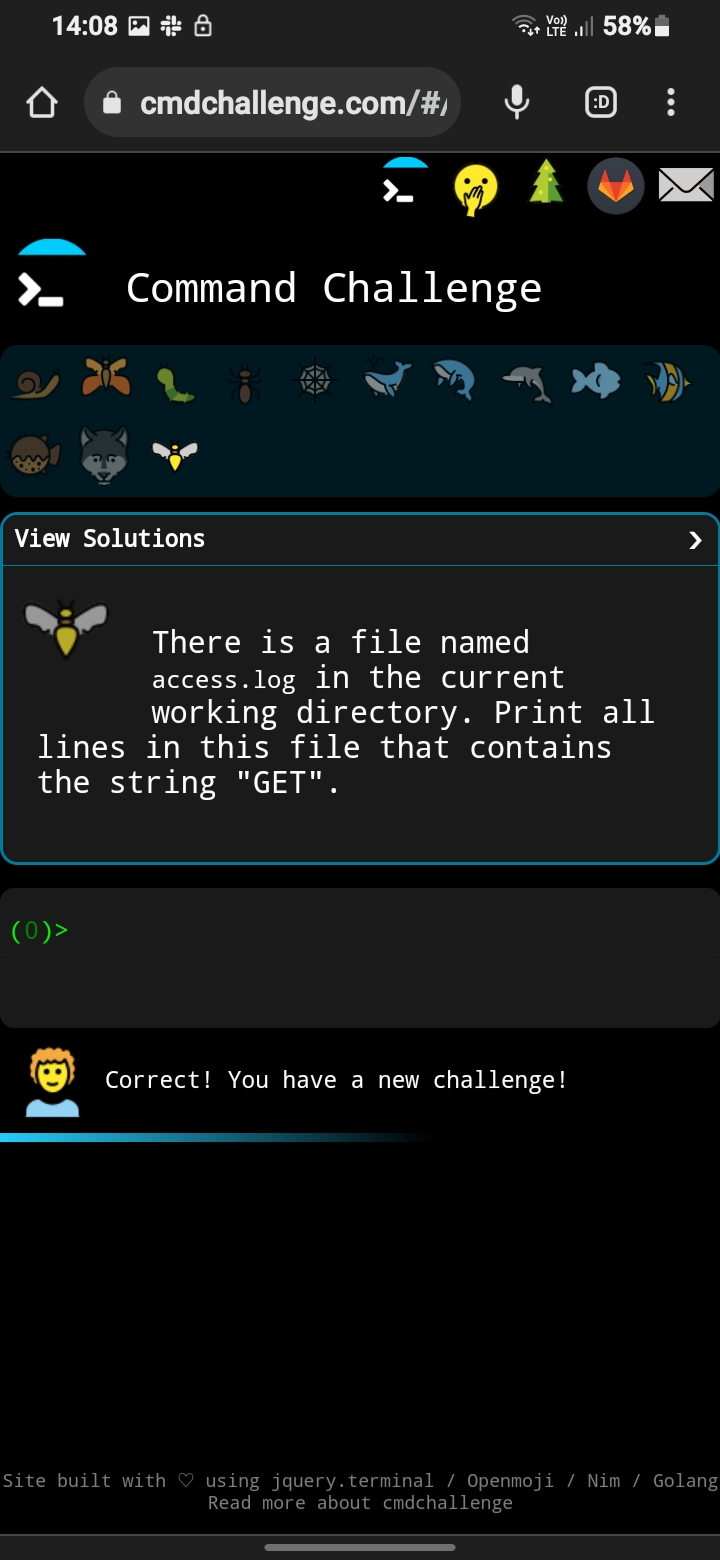 14:08 Vo)) LTE 58%
cmdchallenge.com/#/ :D
Command Challenge
View Solutions ❯
There is a file named
access.log in the current
working directory. Print all
lines in this file that contains
the string "GET".
(0)>
Correct! You have a new challenge!
Site built with ♡ using jquery.terminal / Openmoji / Nim / Golang
Read more about cmdchallenge